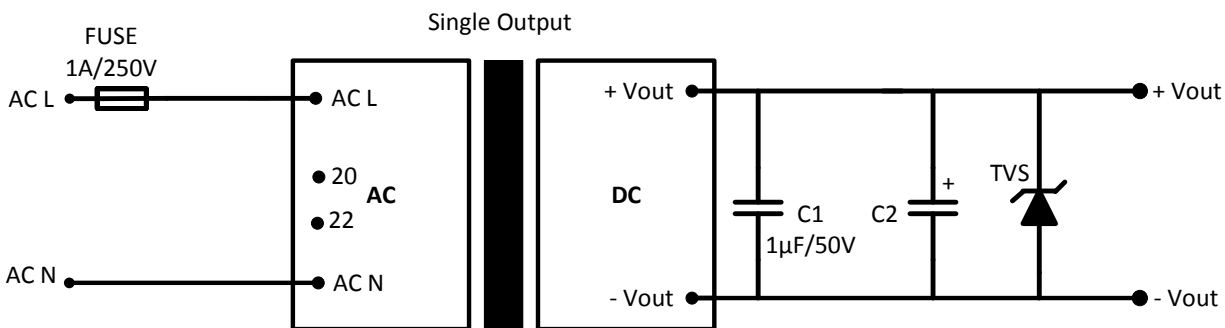 Single Output
FUSE
1A/250V
AC L
AC L
+ Vout
+ Vout
20
AC
22
DC
TVS
+
C1
1µF/50V
C2
AC N
AC N
- Vout
- Vout